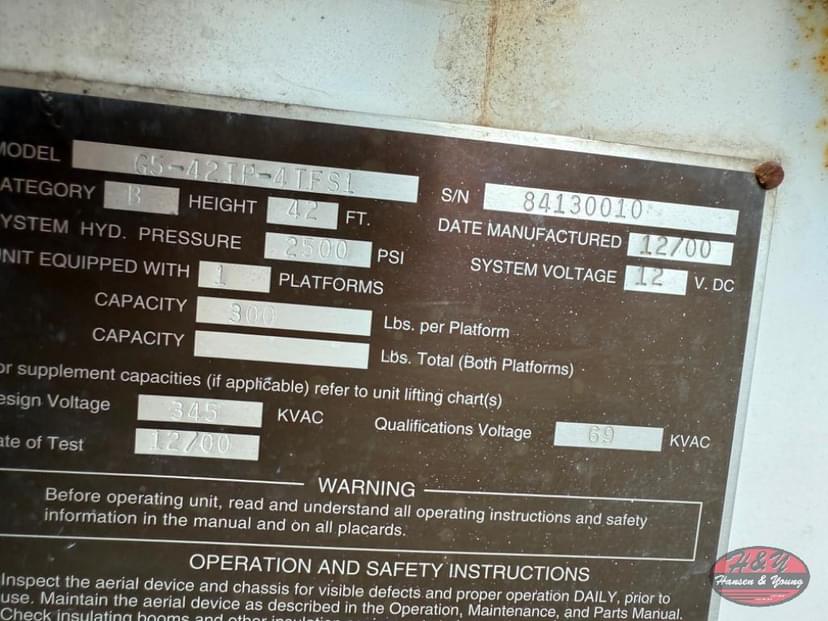 MODEL G5-42IP-4TFS1 S/N 84130010
ATEGORY B HEIGHT 42 FT. DATE MANUFACTURED 12/00
YSTEM HYD. PRESSURE 2500 PSI SYSTEM VOLTAGE 12 V. DC
UNIT EQUIPPED WITH 1 PLATFORMS
CAPACITY 300 Lbs. per Platform
CAPACITY Lbs. Total (Both Platforms)
or supplement capacities (if applicable) refer to unit lifting chart(s)
esign Voltage 345 KVAC Qualifications Voltage 69 KVAC
ate of Test 12/00
WARNING
Before operating unit, read and understand all operating instructions and safety
information in the manual and on all placards.
OPERATION AND SAFETY INSTRUCTIONS
Inspect the aerial device and chassis for visible defects and proper operation DAILY, prior to
use. Maintain the aerial device as described in the Operation, Maintenance, and Parts Manual.
Check insulating booms and other
H&Y
Hansen & Young